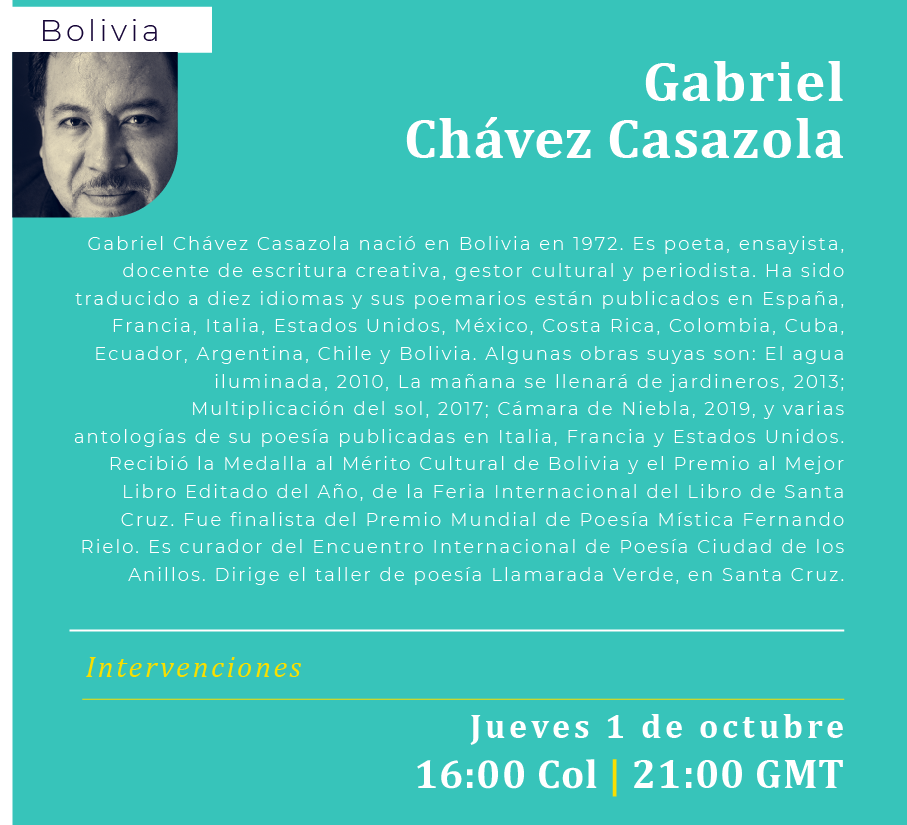 Bolivia
Gabriel
Chávez Casazola
Gabriel Chávez Casazola nació en Bolivia en 1972. Es poeta, ensayista,
docente de escritura creativa, gestor cultural y periodista. Ha sido
traducido a diez idiomas y sus poemarios están publicados en España,
Francia, Italia, Estados Unidos, México, Costa Rica, Colombia, Cuba,
Ecuador, Argentina, Chile y Bolivia. Algunas obras suyas son: El agua
iluminada, 2010, La mañana se llenará de jardineros, 2013;
Multiplicación del sol, 2017; Cámara de Niebla, 2019, y varias
antologías de su poesía publicadas en Italia, Francia y Estados Unidos.
Recibió la Medalla al Mérito Cultural de Bolivia y el Premio al Mejor
Libro Editado del Año, de la Feria Internacional del Libro de Santa
Cruz. Fue finalista del Premio Mundial de Poesía Mística Fernando
Rielo. Es curador del Encuentro Internacional de Poesía Ciudad de los
Anillos. Dirige el taller de poesía Llamarada Verde, en Santa Cruz.
Intervenciones
Jueves 1 de octubre
16:00 Col | 21:00 GMT